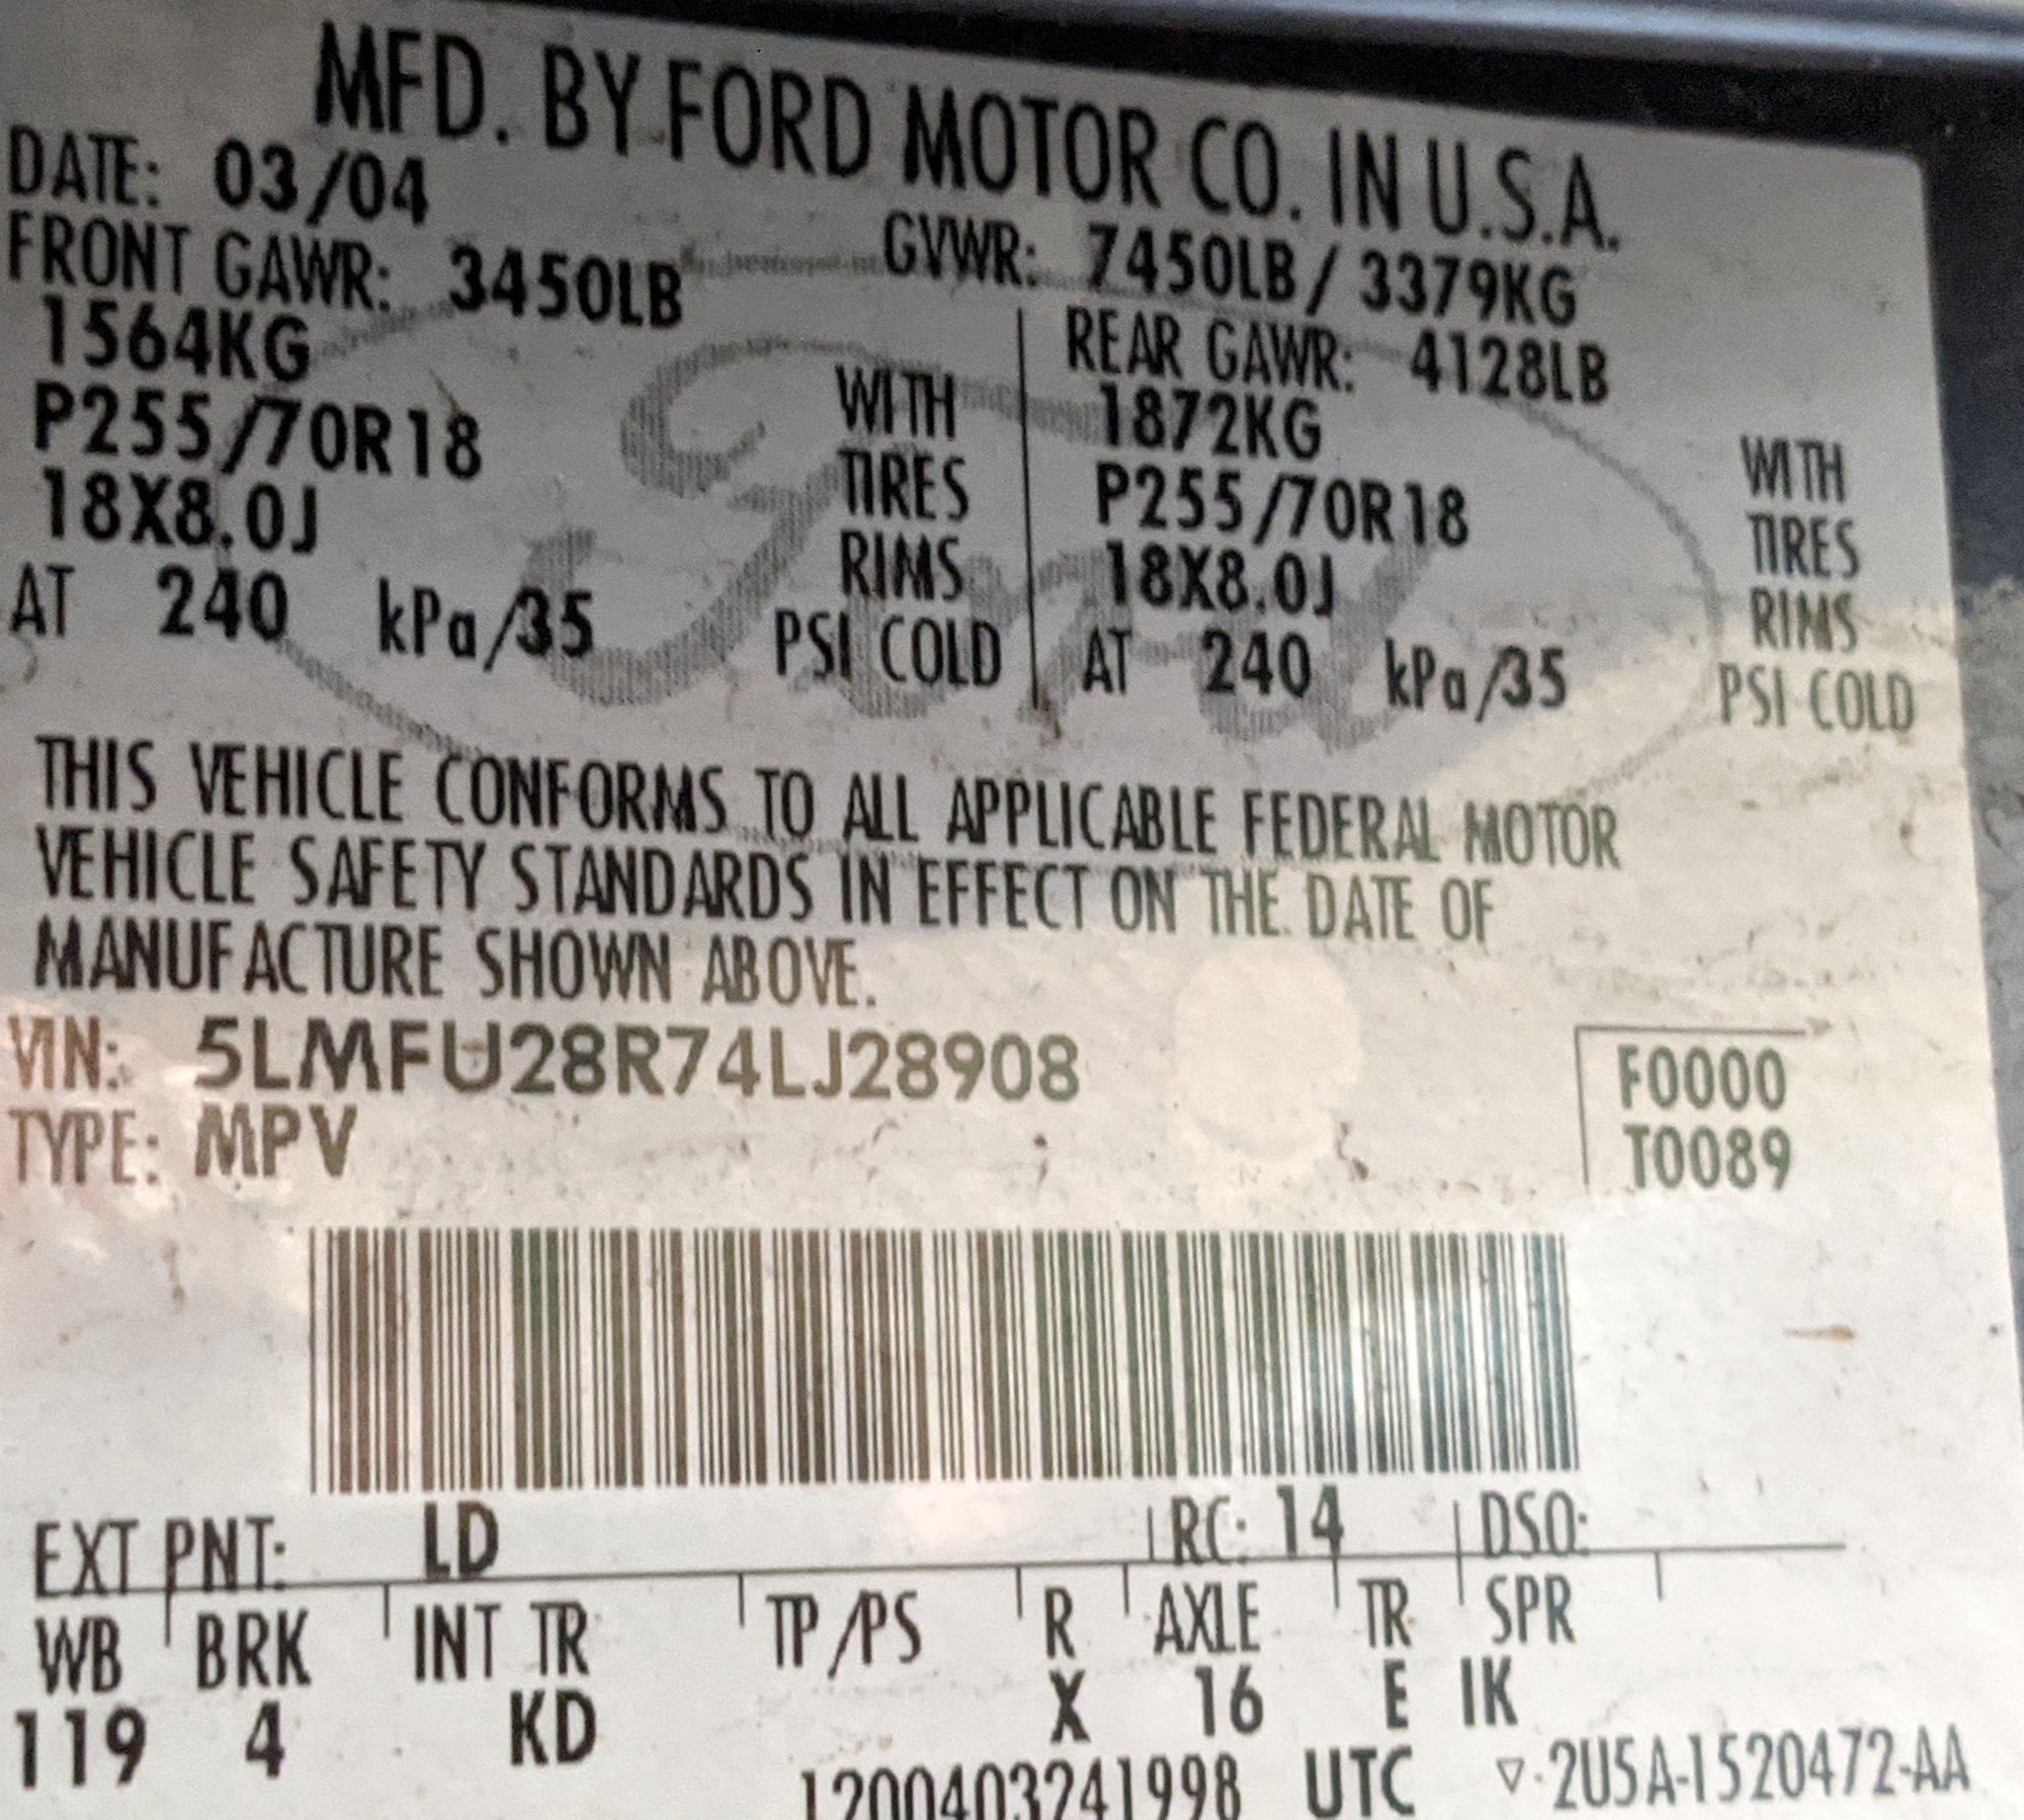 MFD. BY FORD MOTOR CO. IN U.S.A.
DATE: 03/04
GVWR: 7450LB / 3379KG
FRONT GAWR: 3450LB
1564KG WITH
P255/70R18 TIRES
18X8.0J RIMS
AT 240 kPa/35 PSI COLD
REAR GAWR: 4128LB
1872KG WITH
P255/70R18 TIRES
18X8.0J RIMS
AT 240 kPa/35 PSI COLD
Ford
THIS VEHICLE CONFORMS TO ALL APPLICABLE FEDERAL MOTOR
VEHICLE SAFETY STANDARDS IN EFFECT ON THE DATE OF
MANUFACTURE SHOWN ABOVE.
VIN: 5LMFU28R74LJ28908
F0000
TYPE: MPV
T0089
EXT PNT: LD RC: 14 DSO:
WB BRK INT TR TP/PS R AXLE TR SPR
119 4 KD X 16 E IK
1200403241998 UTC ▽ 2U5A-1520472-AA